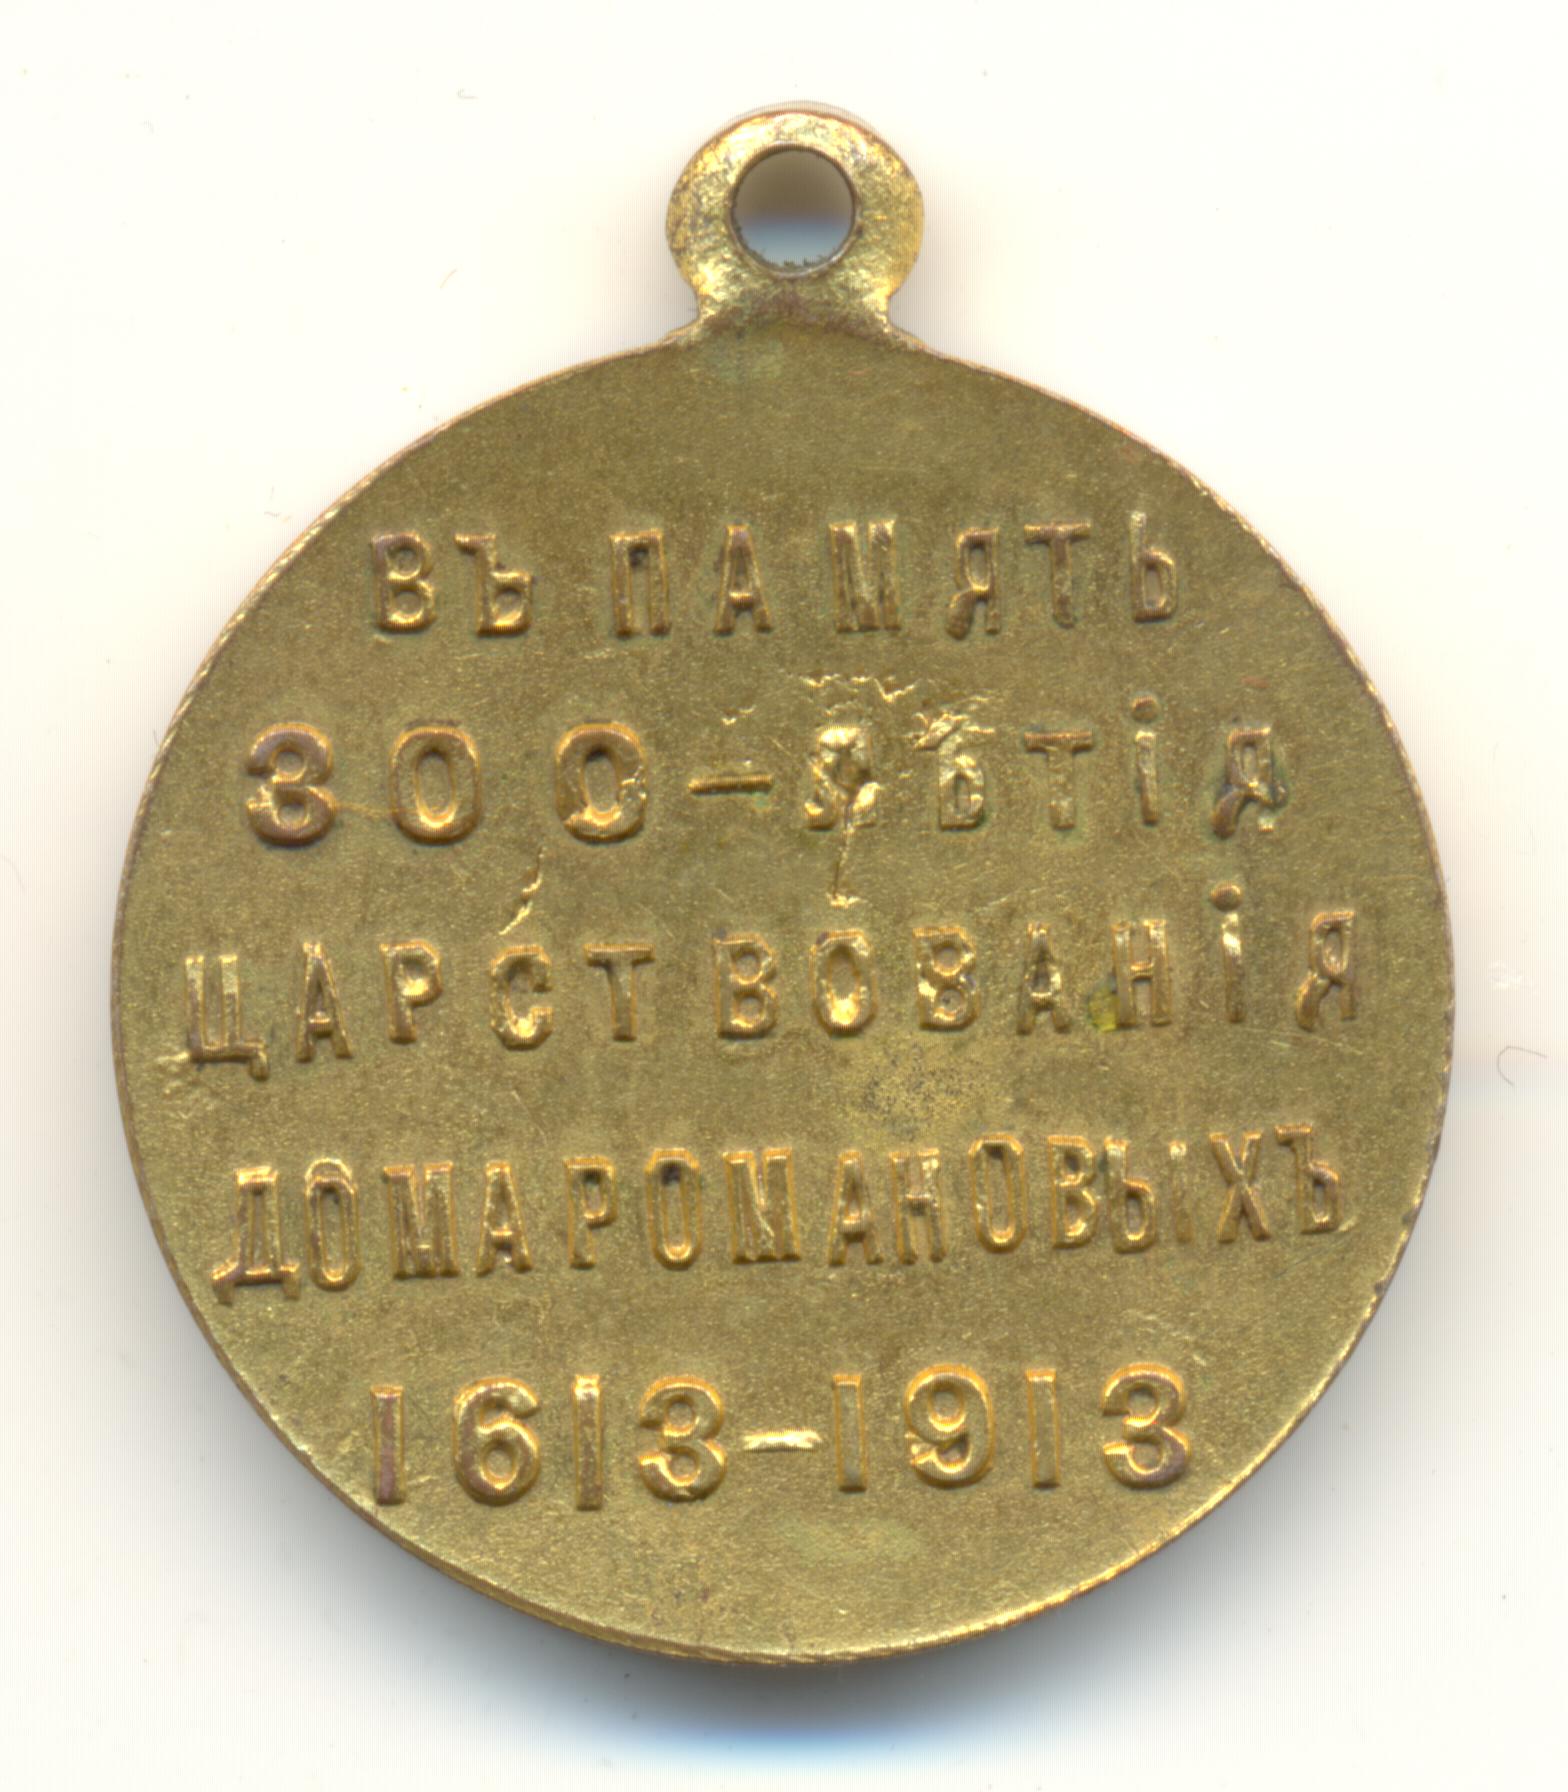 ВЪ ПАМЯТЬ
300-ЛѢТІЯ
ЦАРСТВОВАНІЯ
ДОМА РОМАНОВЫХЪ
1613-1913